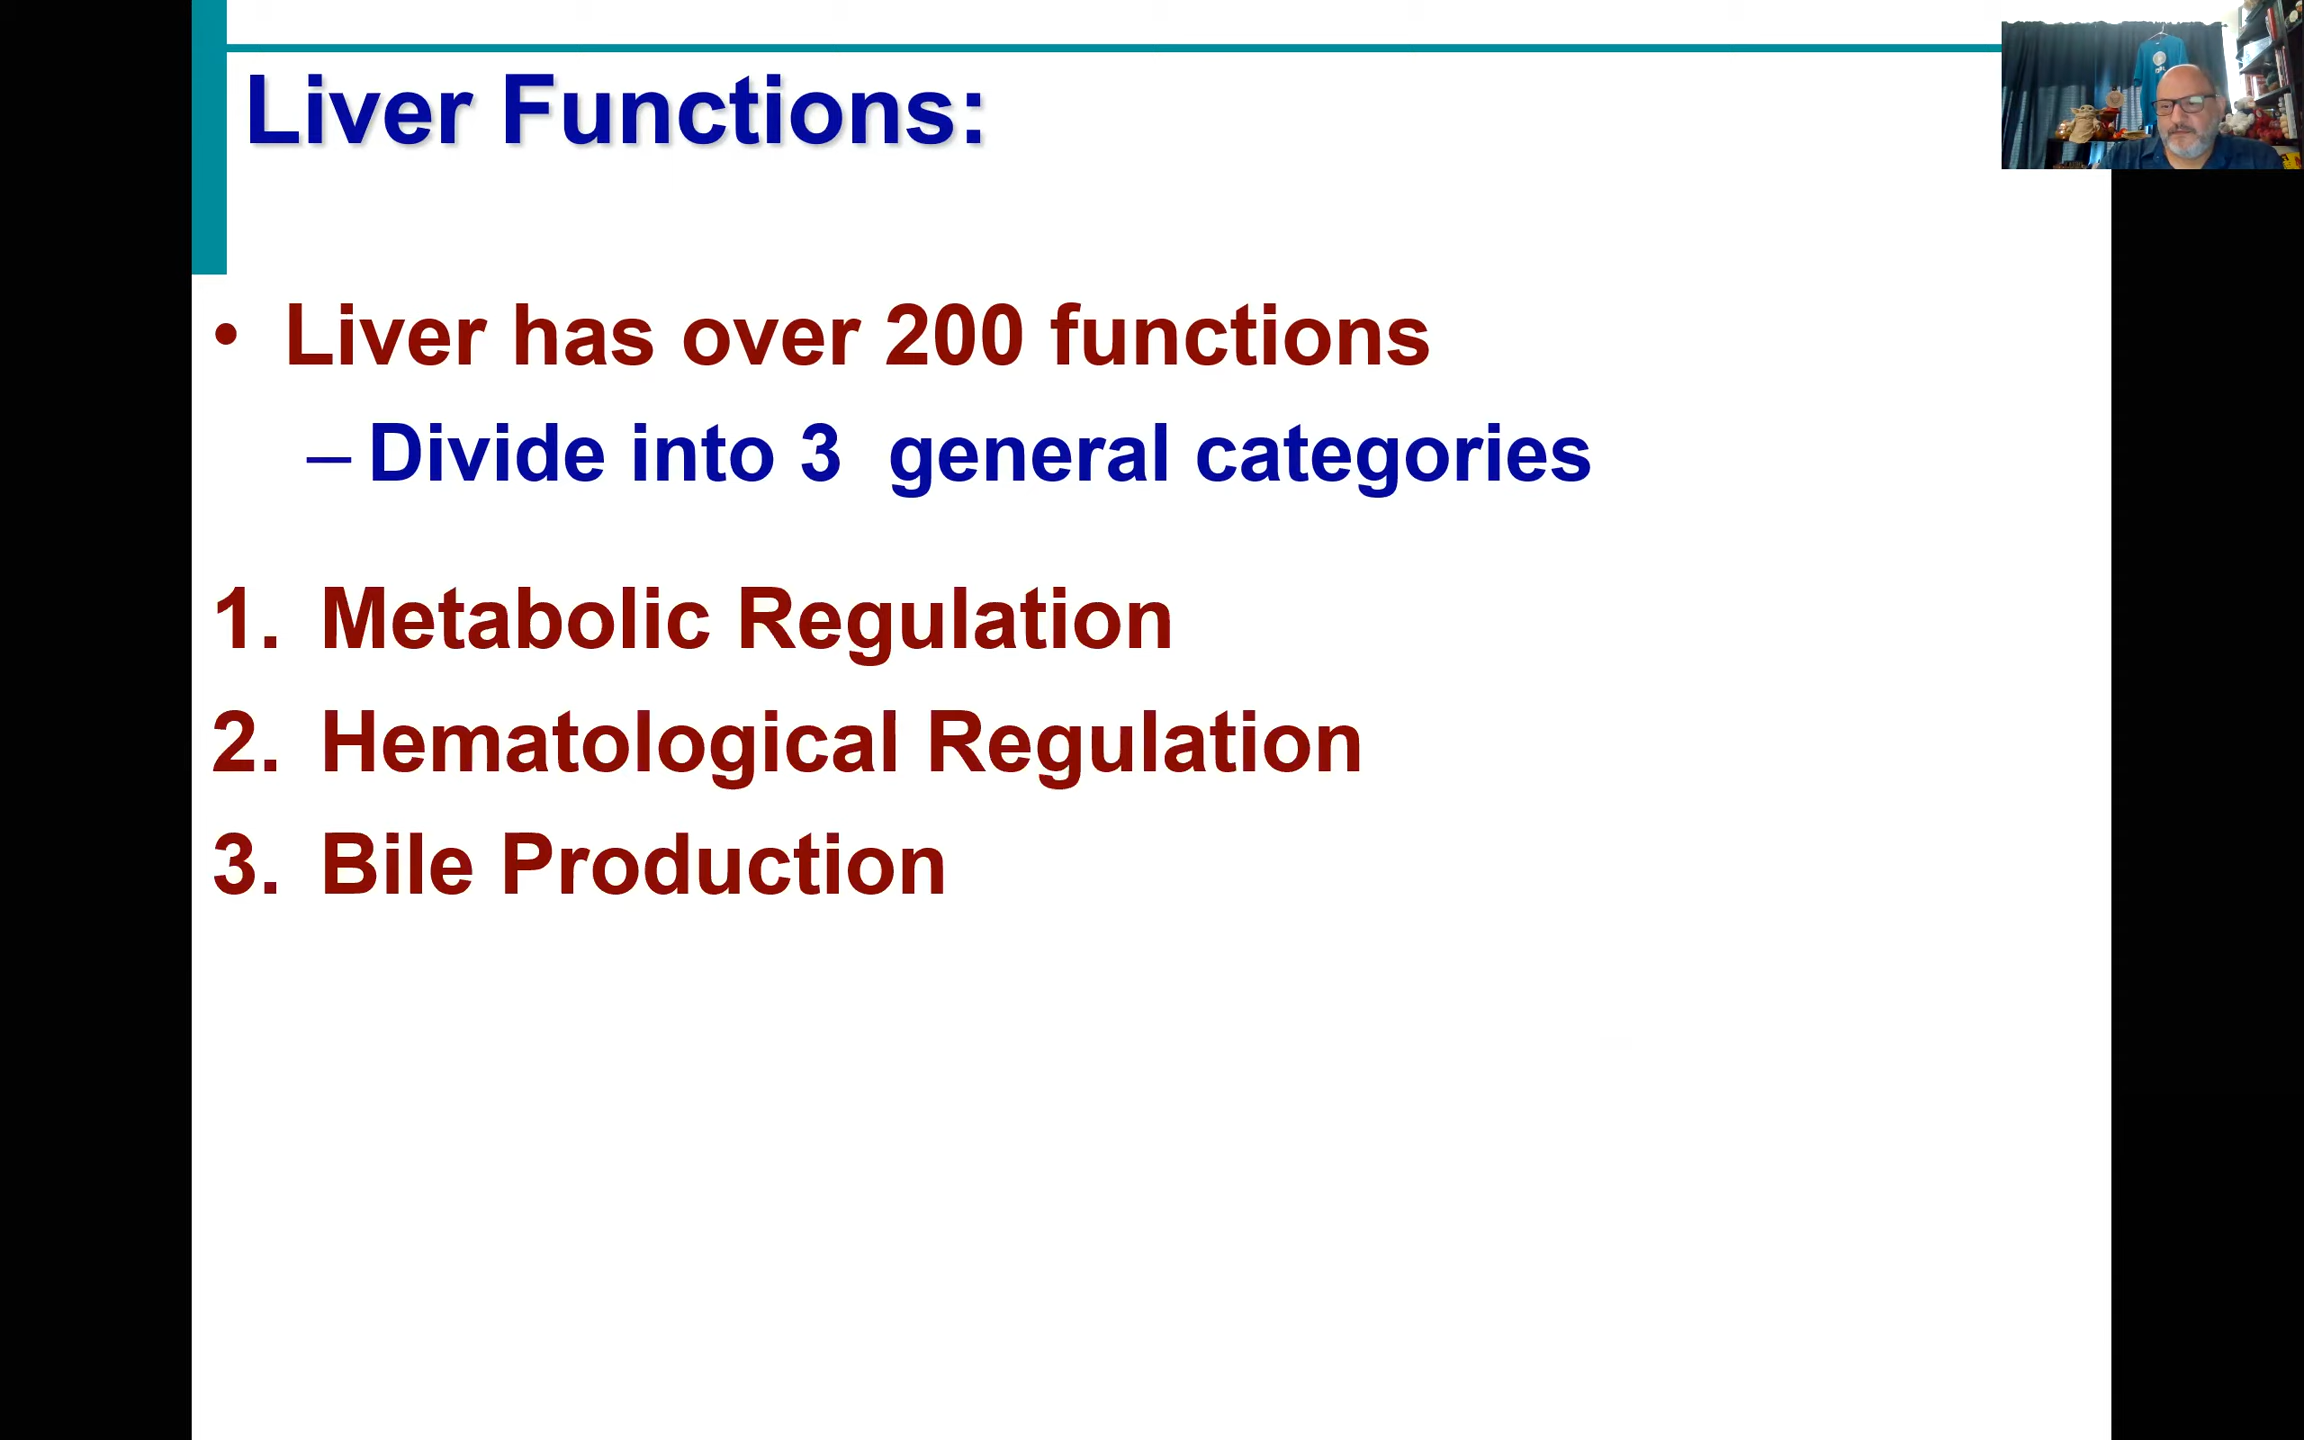 Liver Functions:
• Liver has over 200 functions
– Divide into 3 general categories
1. Metabolic Regulation
2. Hematological Regulation
3. Bile Production